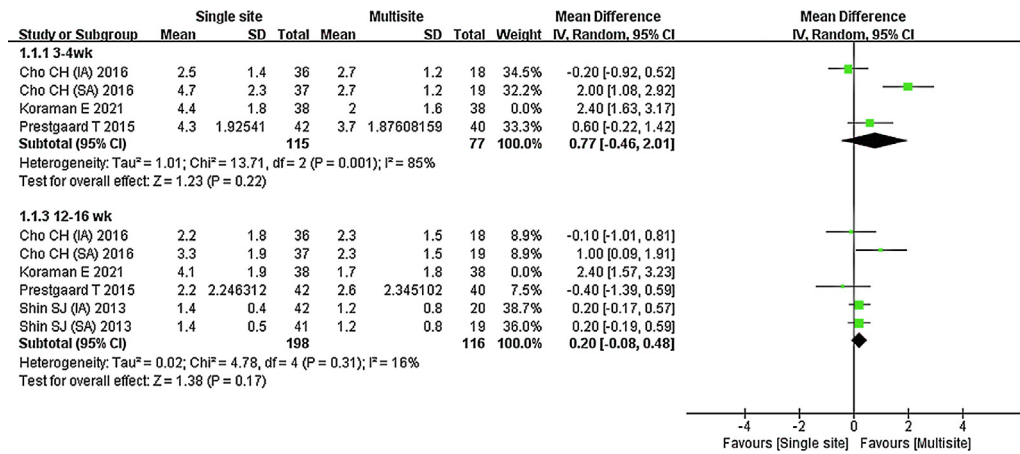 Single site Multisite Mean Difference Mean Difference
Study or Subgroup Mean SD Total Mean SD Total Weight IV, Random, 95% CI IV, Random, 95% CI
1.1.1 3-4wk
Cho CH (IA) 2016 2.5 1.4 36 2.7 1.2 18 34.5% -0.20 [-0.92, 0.52]
Cho CH (SA) 2016 4.7 2.3 37 2.7 1.2 19 32.2% 2.00 [1.08, 2.92]
Koraman E 2021 4.4 1.8 38 2 1.6 38 0.0% 2.40 [1.63, 3.17]
Prestgaard T 2015 4.3 1.92541 42 3.7 1.87608159 40 33.3% 0.60 [-0.22, 1.42]
Subtotal (95% CI) 115 77 100.0% 0.77 [-0.46, 2.01]
Heterogeneity: Tau² = 1.01; Chi² = 13.71, df = 2 (P = 0.001); I² = 85%
Test for overall effect: Z = 1.23 (P = 0.22)
1.1.3 12-16 wk
Cho CH (IA) 2016 2.2 1.8 36 2.3 1.5 18 8.9% -0.10 [-1.01, 0.81]
Cho CH (SA) 2016 3.3 1.9 37 2.3 1.5 19 8.9% 1.00 [0.09, 1.91]
Koraman E 2021 4.1 1.9 38 1.7 1.8 38 0.0% 2.40 [1.57, 3.23]
Prestgaard T 2015 2.2 2.246312 42 2.6 2.345102 40 7.5% -0.40 [-1.39, 0.59]
Shin SJ (IA) 2013 1.4 0.4 42 1.2 0.8 20 38.7% 0.20 [-0.17, 0.57]
Shin SJ (SA) 2013 1.4 0.5 41 1.2 0.8 19 36.0% 0.20 [-0.19, 0.59]
Subtotal (95% CI) 198 116 100.0% 0.20 [-0.08, 0.48]
Heterogeneity: Tau² = 0.02; Chi² = 4.78, df = 4 (P = 0.31); I² = 16%
Test for overall effect: Z = 1.38 (P = 0.17)
-4 -2 0 2 4
Favours [Single site] Favours [Multisite]